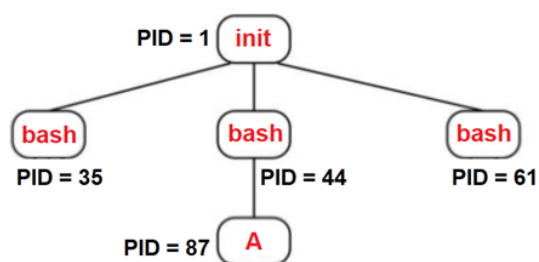 PID = 1 init
bash bash bash
PID = 35 PID = 44 PID = 61
PID = 87 A